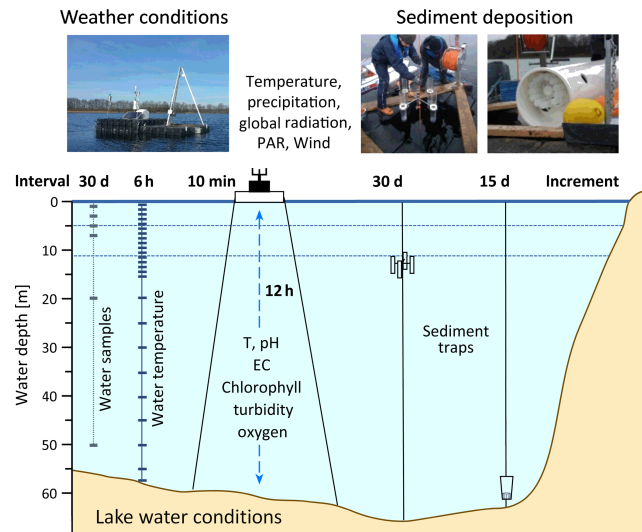 Weather conditions
Sediment deposition
Temperature,
precipitation,
global radiation,
PAR, Wind
Interval 30 d 6 h 10 min 30 d 15 d Increment
0
10
20
30
40
50
60
Water depth [m]
Water samples
Water temperature
12 h
T, pH
EC
Chlorophyll
turbidity
oxygen
Sediment
traps
Lake water conditions